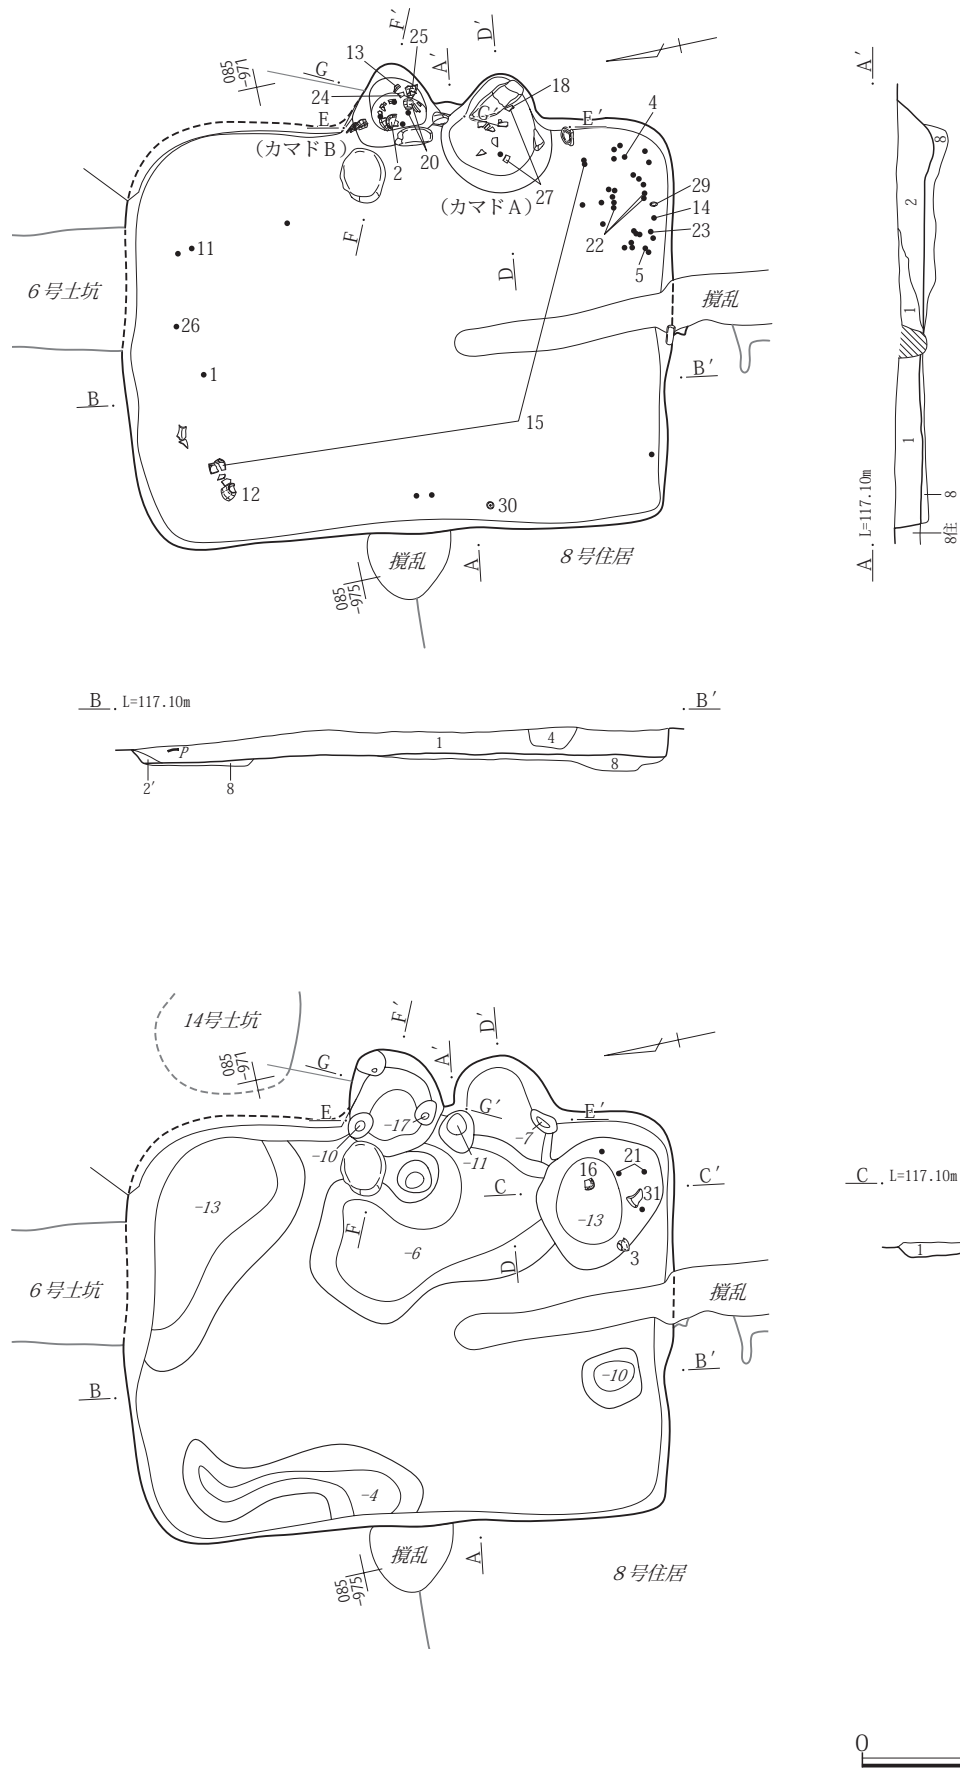 F′
25
D′
A′
13
G
085
-971
24
18
4
G′
E
E′
(カマドB)
2
20
(カマドA)
27
29
14
23
22
5
F
D
11
6号土坑
26
1
撹乱
B
B′
15
12
30
撹乱
A
8号住居
085
-975
A′
8
2
1
1
8
8住
A L=117.10m
B L=117.10m
B′
1
4
P
2′
8
8
14号土坑
F′
D′
A′
G
085
-971
E
G′
E′
-17
-7
-10
-11
21
16
31
C
C′
C L=117.10m
-13
-13
F
-6
D
3
1
6号土坑
撹乱
B
B′
-10
-4
撹乱
A
8号住居
085
-975
0